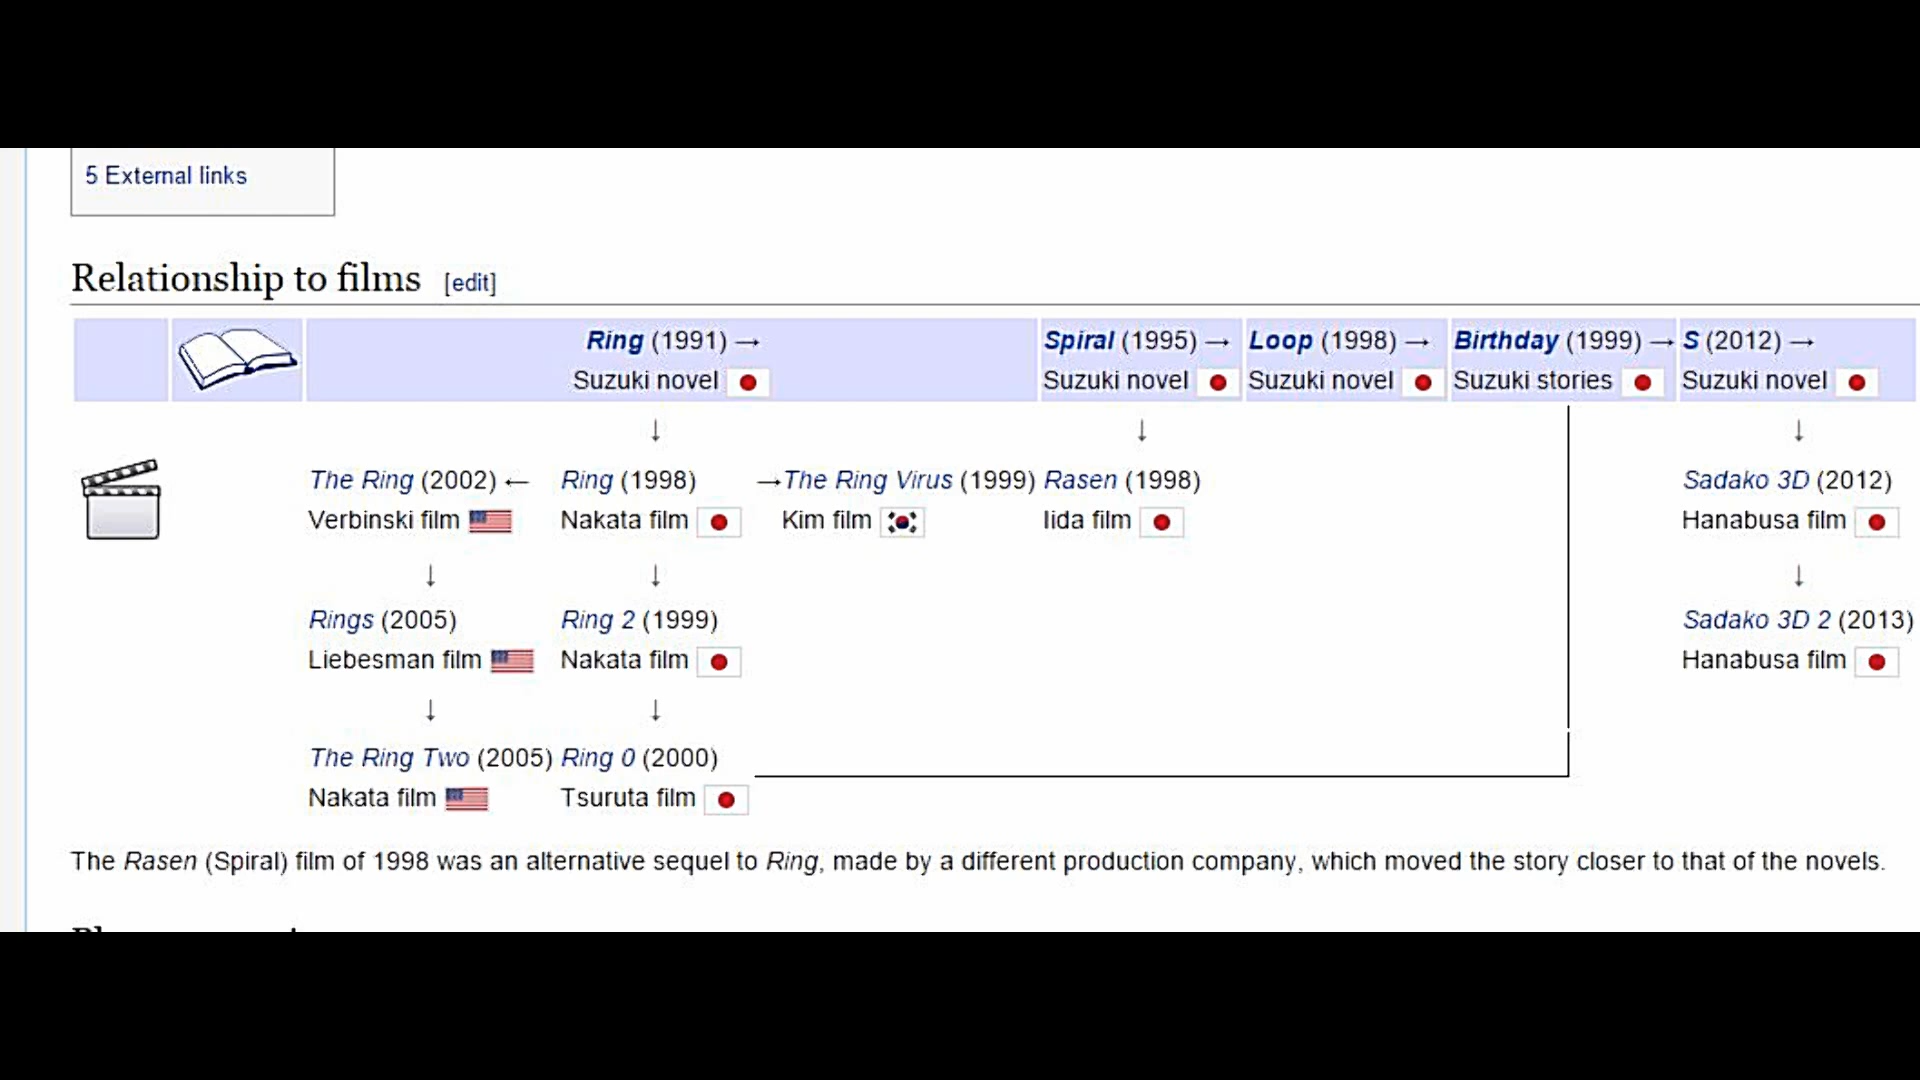 5 External links
Relationship to films [edit]
Ring (1991) → Spiral (1995) → Loop (1998) → Birthday (1999) → S (2012) →
Suzuki novel Suzuki novel Suzuki novel Suzuki stories Suzuki novel
↓ ↓ ↓
The Ring (2002) ← Ring (1998) →The Ring Virus (1999) Rasen (1998) Sadako 3D (2012)
Verbinski film Nakata film Kim film Iida film Hanabusa film
↓ ↓ ↓
Rings (2005) Ring 2 (1999) Sadako 3D 2 (2013)
Liebesman film Nakata film Hanabusa film
↓ ↓
The Ring Two (2005) Ring 0 (2000)
Nakata film Tsuruta film
The Rasen (Spiral) film of 1998 was an alternative sequel to Ring, made by a different production company, which moved the story closer to that of the novels.